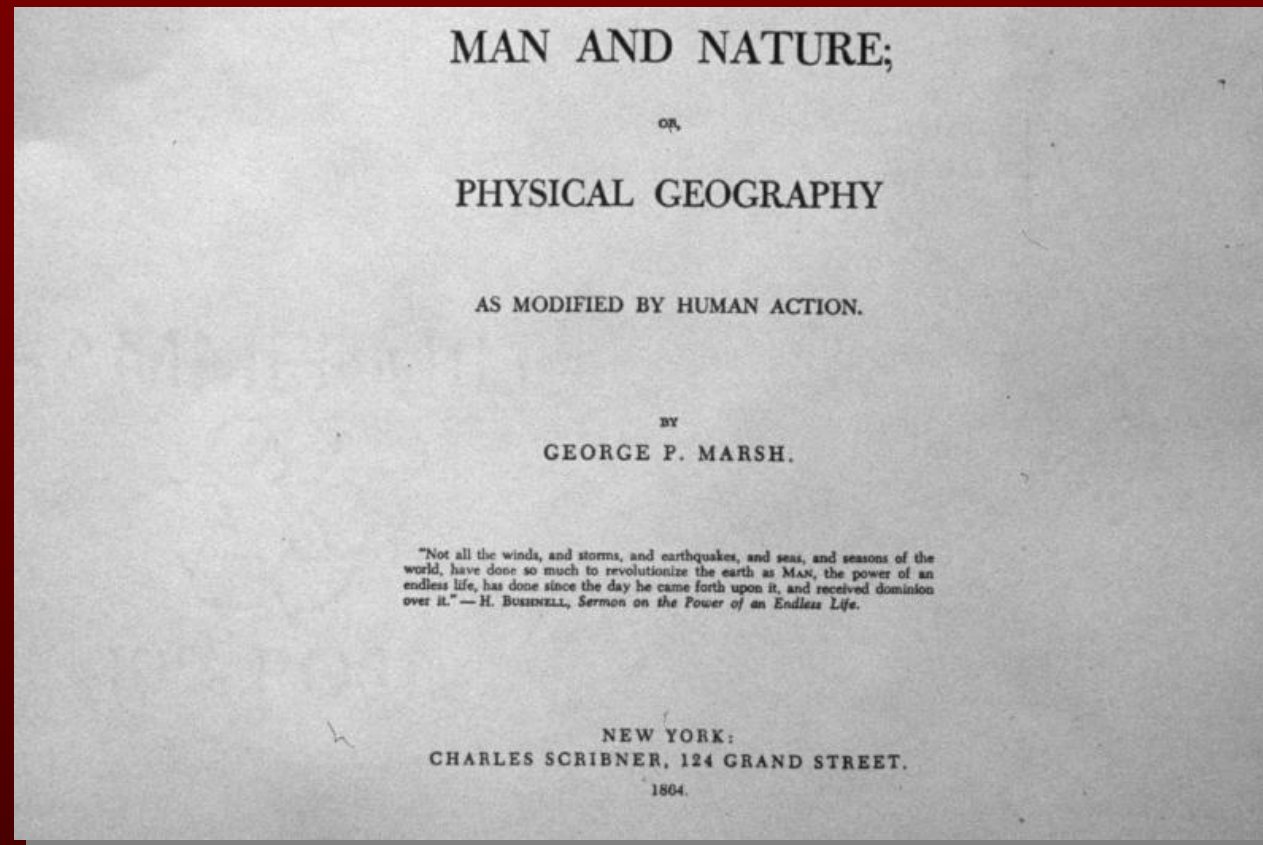 MAN AND NATURE;
OR,
PHYSICAL GEOGRAPHY
AS MODIFIED BY HUMAN ACTION.
BY
GEORGE P. MARSH.
"Not all the winds, and storms, and earthquakes, and seas, and seasons of the
world, have done so much to revolutionize the earth as MAN, the power of an
endless life, has done since the day he came forth upon it, and received dominion
over it." — H. BUSHNELL, Sermon on the Power of an Endless Life.
NEW YORK:
CHARLES SCRIBNER, 124 GRAND STREET.
1864.